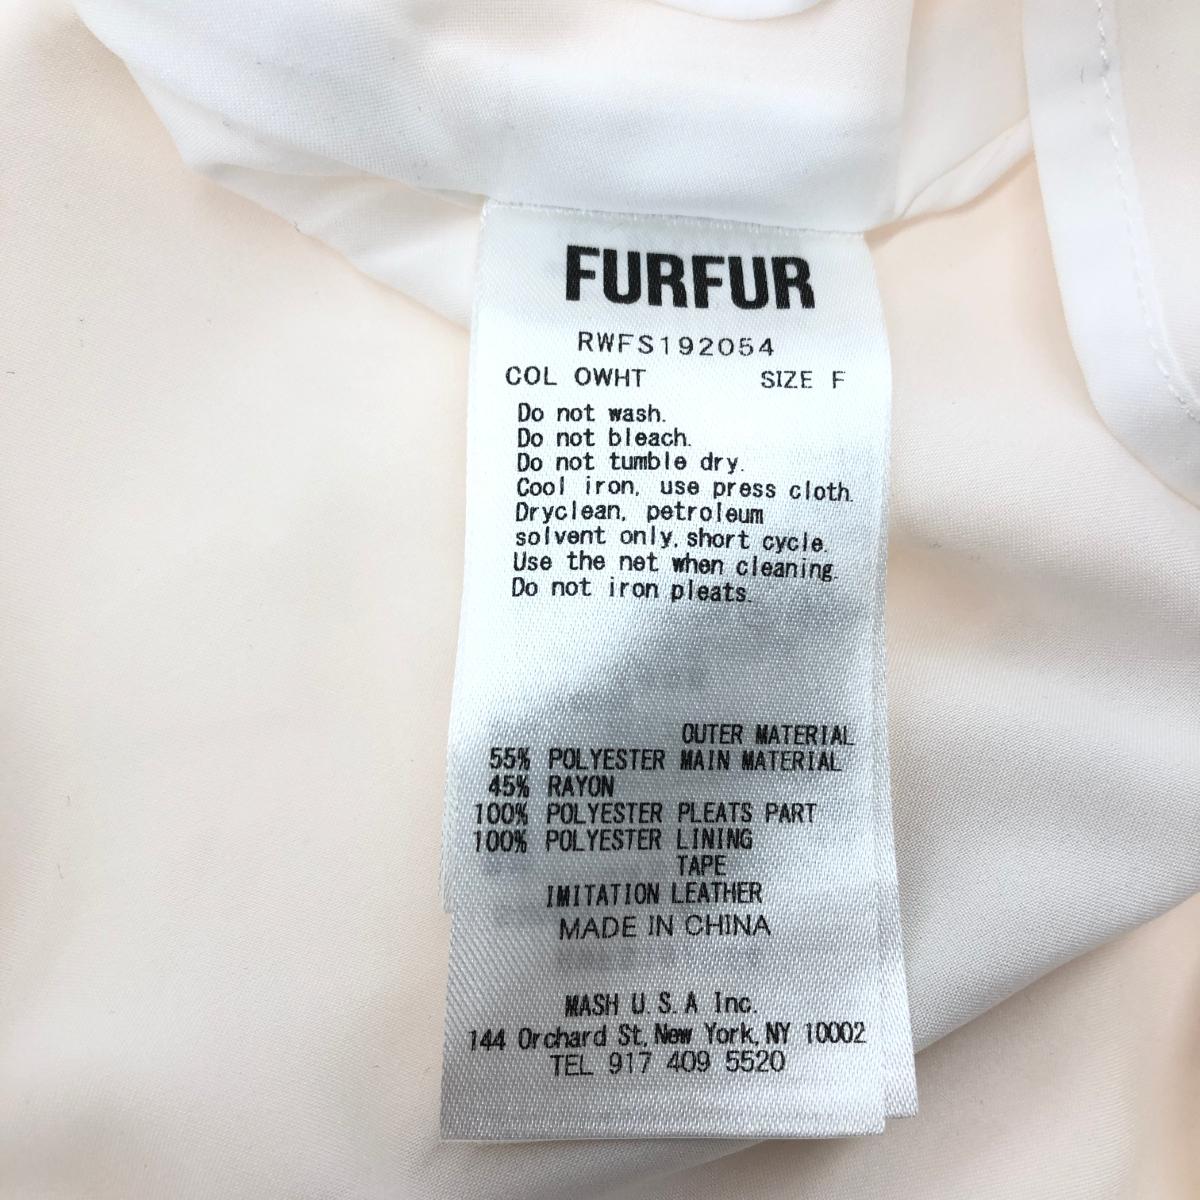 FURFUR
RWFS192054
COL OWHT SIZE F
Do not wash.
Do not bleach.
Do not tumble dry.
Cool iron, use press cloth.
Dryclean, petroleum
solvent only, short cycle.
Use the net when cleaning.
Do not iron pleats.
OUTER MATERIAL
55% POLYESTER MAIN MATERIAL
45% RAYON
100% POLYESTER PLEATS PART
100% POLYESTER LINING
TAPE
IMITATION LEATHER
MADE IN CHINA
MASH U.S.A Inc.
144 Orchard St, New York, NY 10002
TEL 917 409 5520